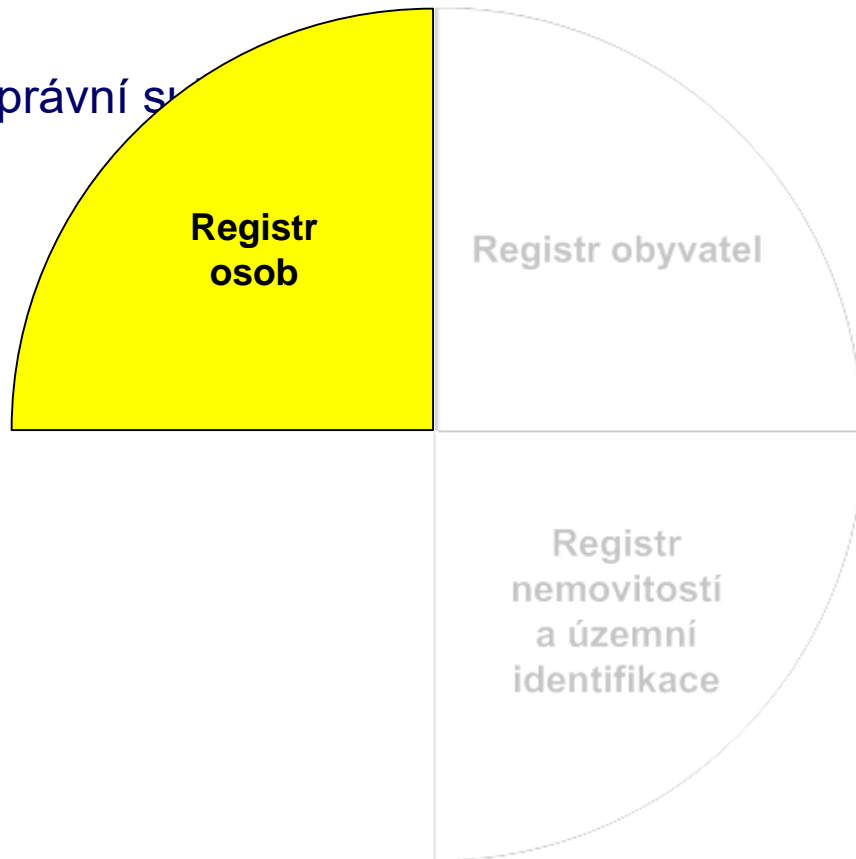 právní
Registr
osob
Registr obyvatel
Registr
nemovitostí
a územní
identifikace